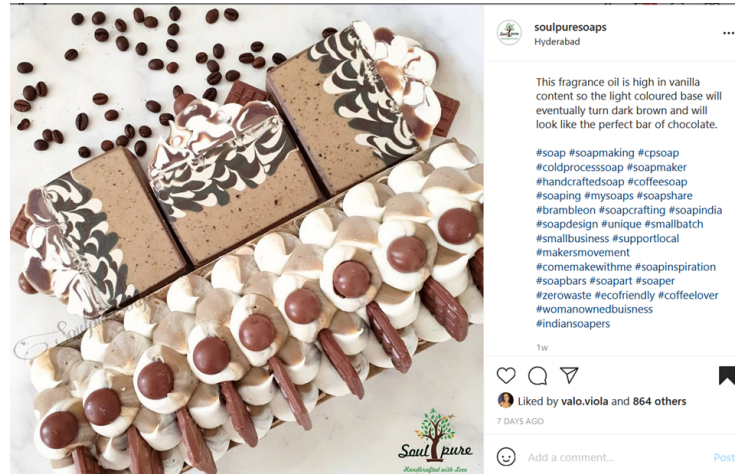 soulpuresoaps
Hyderabad
...
This fragrance oil is high in vanilla
content so the light coloured base will
eventually turn dark brown and will
look like the perfect bar of chocolate.
#soap #soapmaking #cpsoap
#coldprocesssoap #soapmaker
#handcraftedsoap #coffeesoap
#soaping #mysoaps #soapshare
#brambleon #soapcrafting #soapindia
#soapdesign #unique #smallbatch
#smallbusiness #supportlocal
#makersmovement
#comemakewithme #soapinspiration
#soapbars #soapart #soaper
#zerowaste #ecofriendly #coffeelover
#womanownedbuisness
#indiansoapers
1w
Liked by valo.viola and 864 others
7 DAYS AGO
Add a comment...
Post
Soul pure
Handkrafted with Love